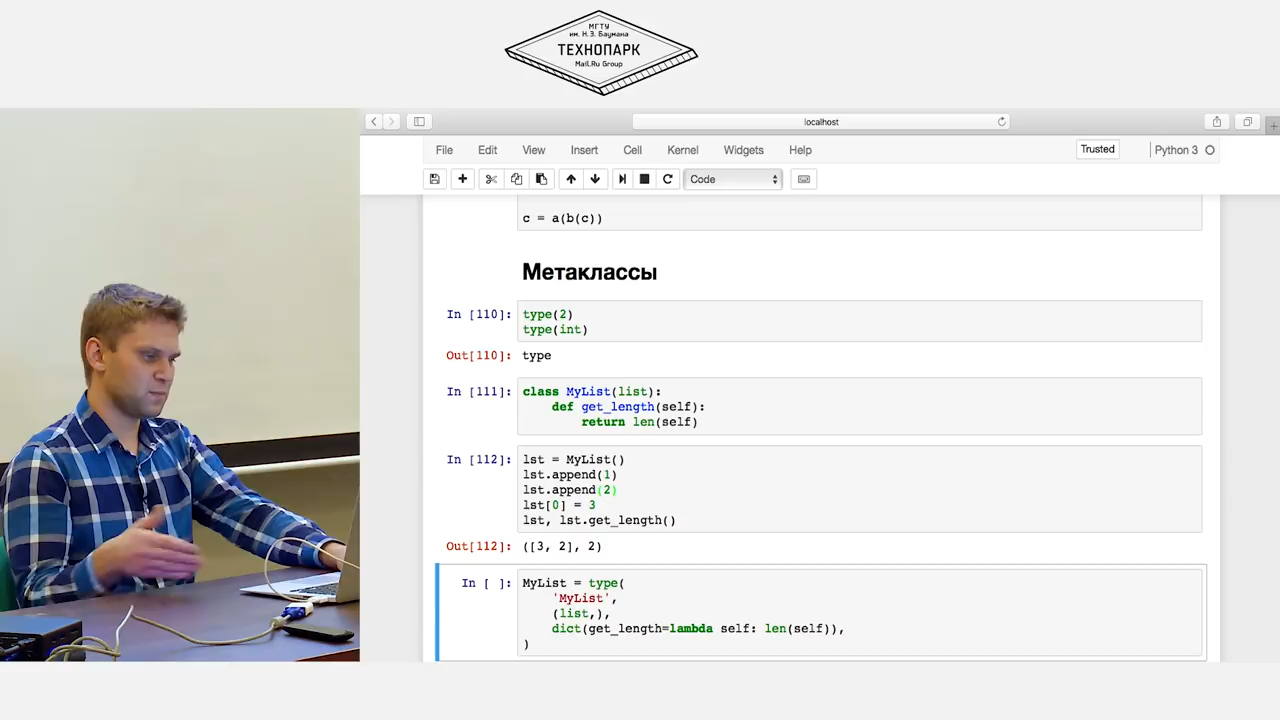 МГТУ
им. Н.Э. Баумана
ТЕХНОПАРК
Mail.Ru Group
localhost
File Edit View Insert Cell Kernel Widgets Help Trusted Python 3
Code
c = a(b(c))
Метаклассы
In [110]: type(2)
type(int)
Out[110]: type
In [111]: class MyList(list):
def get_length(self):
return len(self)
In [112]: lst = MyList()
lst.append(1)
lst.append(2)
lst[0] = 3
lst, lst.get_length()
Out[112]: ([3, 2], 2)
In [ ]: MyList = type(
'MyList',
(list,),
dict(get_length=lambda self: len(self)),
)